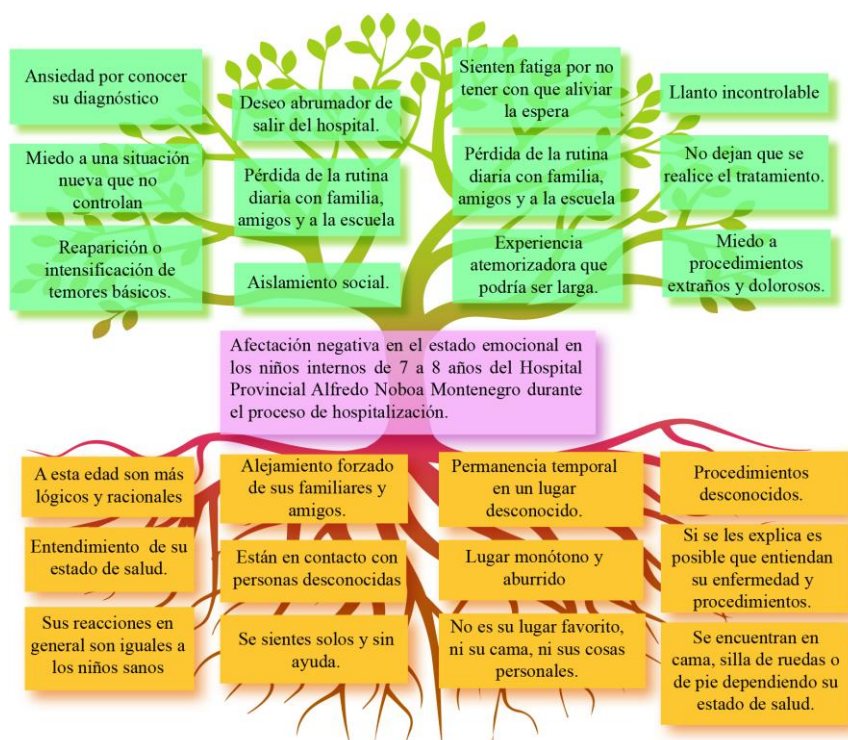 Ansiedad por conocer
su diagnóstico
Deseo abrumador de
salir del hospital.
Sienten fatiga por no
tener con que aliviar
la espera
Llanto incontrolable
Miedo a una situación
nueva que no
controlan
Pérdida de la rutina
diaria con familia,
amigos y a la escuela
Pérdida de la rutina
diaria con familia,
amigos y a la escuela
No dejan que se
realice el tratamiento.
Reaparición o
intensificación de
temores básicos.
Aislamiento social.
Experiencia
atemorizadora que
podría ser larga.
Miedo a
procedimientos
extraños y dolorosos.
Afectación negativa en el estado emocional en
los niños internos de 7 a 8 años del Hospital
Provincial Alfredo Noboa Montenegro durante
el proceso de hospitalización.
A esta edad son más
lógicos y racionales
Alejamiento forzado
de sus familiares y
amigos.
Permanencia temporal
en un lugar
desconocido.
Procedimientos
desconocidos.
Entendimiento de su
estado de salud.
Están en contacto con
personas desconocidas
Lugar monótono y
aburrido
Si se les explica es
posible que entiendan
su enfermedad y
procedimientos.
Sus reacciones en
general son iguales a
los niños sanos
Se sientes solos y sin
ayuda.
No es su lugar favorito,
ni su cama, ni sus cosas
personales.
Se encuentran en
cama, silla de ruedas o
de pie dependiendo su
estado de salud.